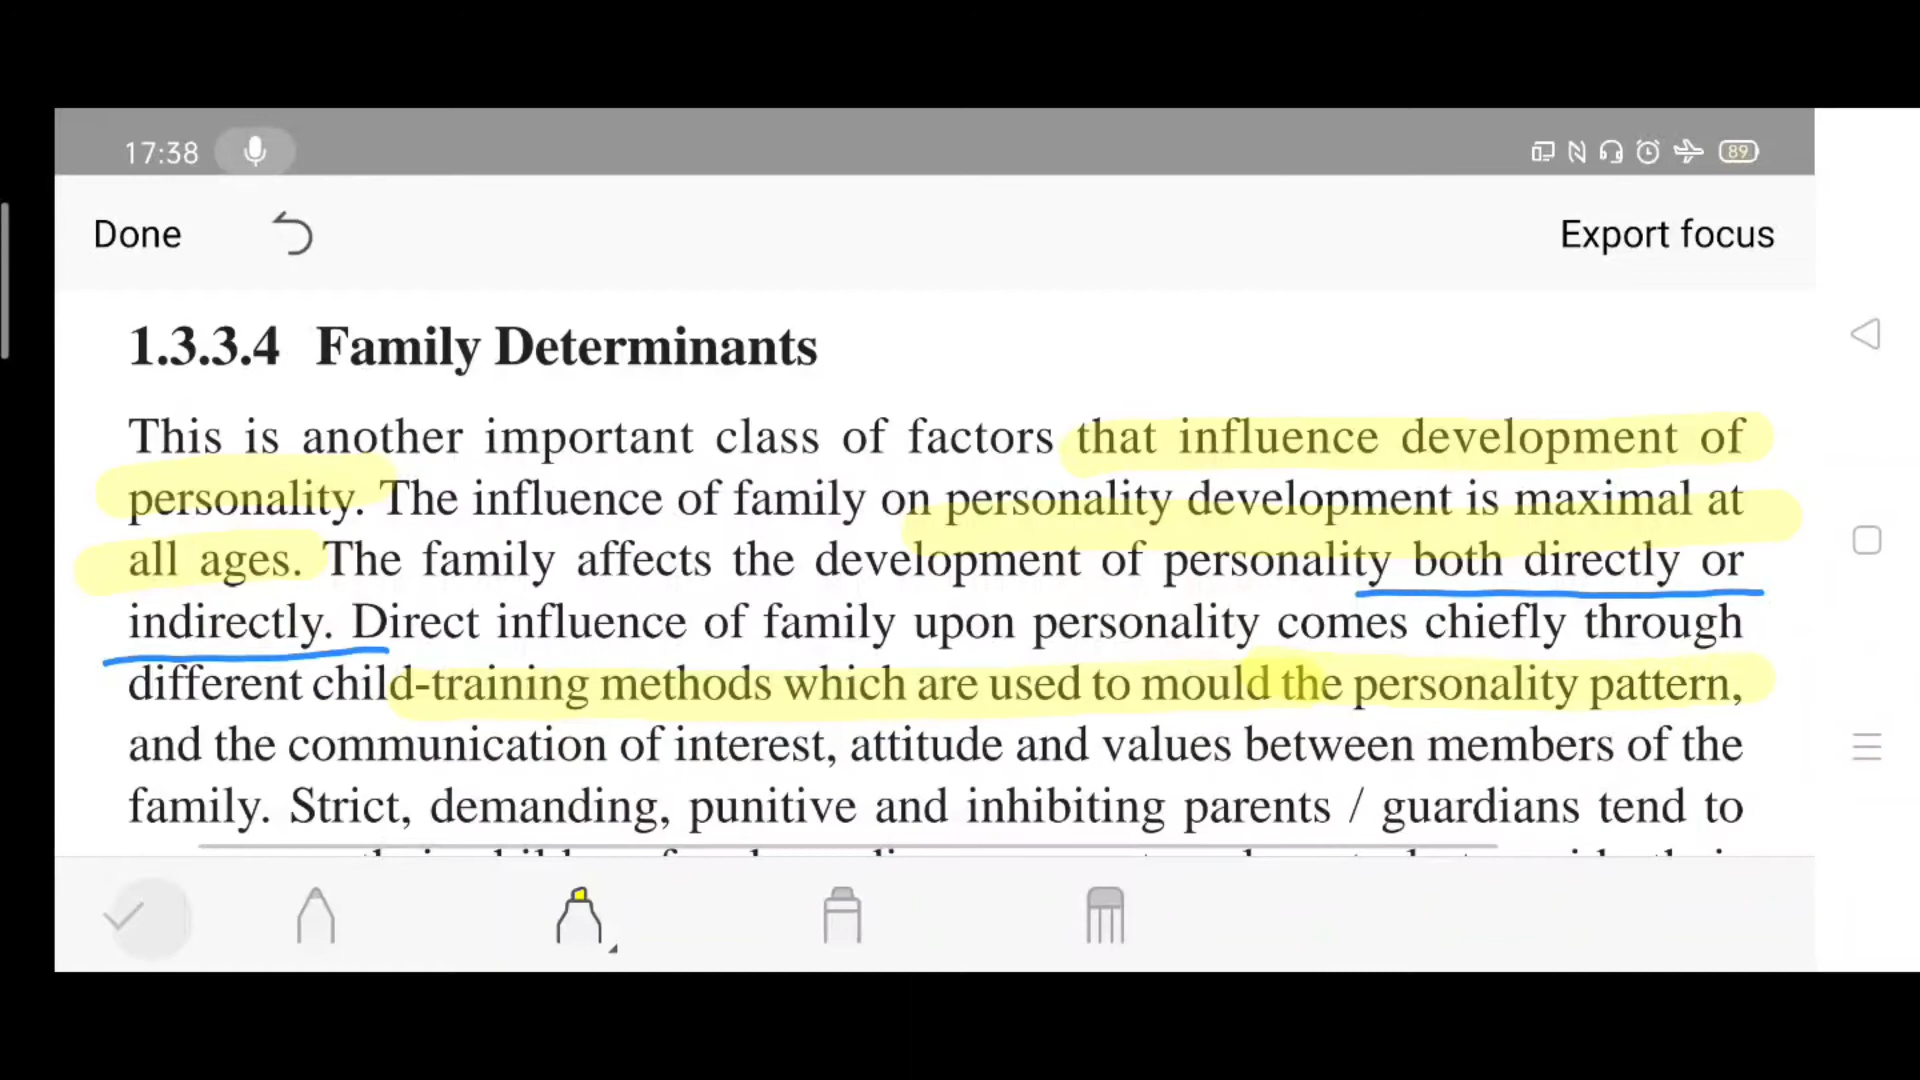 17:38
89
Done
Export focus
1.3.3.4 Family Determinants
This is another important class of factors that influence development of
personality. The influence of family on personality development is maximal at
all ages. The family affects the development of personality both directly or
indirectly. Direct influence of family upon personality comes chiefly through
different child-training methods which are used to mould the personality pattern,
and the communication of interest, attitude and values between members of the
family. Strict, demanding, punitive and inhibiting parents / guardians tend to